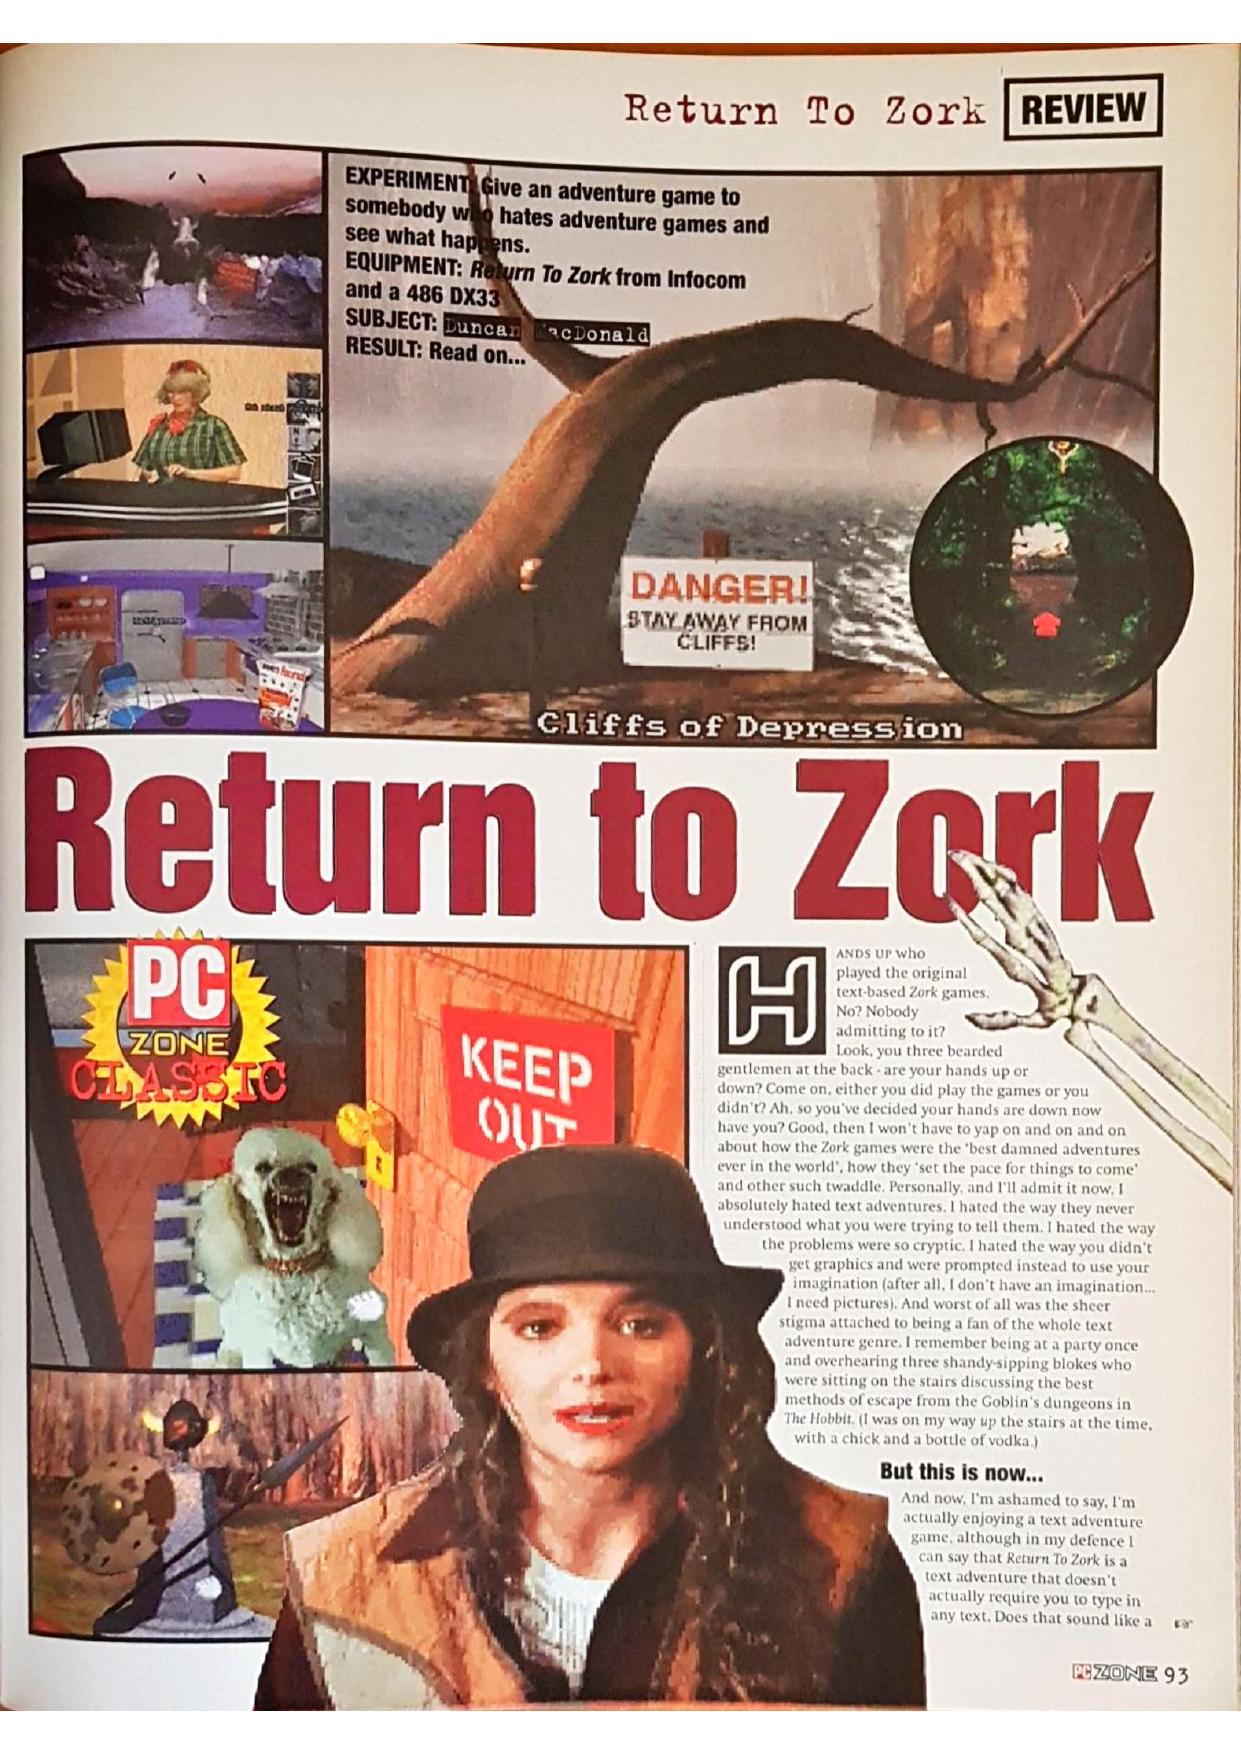 Return To Zork REVIEW
EXPERIMENT: Give an adventure game to
somebody who hates adventure games and
see what happens.
EQUIPMENT: Return To Zork from Infocom
and a 486 DX33
SUBJECT: Duncan MacDonald
RESULT: Read on...
DANGER!
STAY AWAY FROM
CLIFFS!
Cliffs of Depression
Return to Zork
PC
ZONE
CLASSIC
KEEP
OUT
HANDS UP who
played the original
text-based Zork games.
No? Nobody
admitting to it?
Look, you three bearded
gentlemen at the back - are your hands up or
down? Come on, either you did play the games or you
didn't? Ah, so you've decided your hands are down now
have you? Good, then I won't have to yap on and on and on
about how the Zork games were the 'best damned adventures
ever in the world', how they 'set the pace for things to come'
and other such twaddle. Personally, and I'll admit it now, I
absolutely hated text adventures. I hated the way they never
understood what you were trying to tell them. I hated the way
the problems were so cryptic. I hated the way you didn't
get graphics and were prompted instead to use your
imagination (after all, I don't have an imagination...
I need pictures). And worst of all was the sheer
stigma attached to being a fan of the whole text
adventure genre. I remember being at a party once
and overhearing three shandy-sipping blokes who
were sitting on the stairs discussing the best
methods of escape from the Goblin's dungeons in
The Hobbit. (I was on my way up the stairs at the time,
with a chick and a bottle of vodka.)
But this is now...
And now, I'm ashamed to say, I'm
actually enjoying a text adventure
game, although in my defence I
can say that Return To Zork is a
text adventure that doesn't
actually require you to type in
any text. Does that sound like a
PC ZONE 93